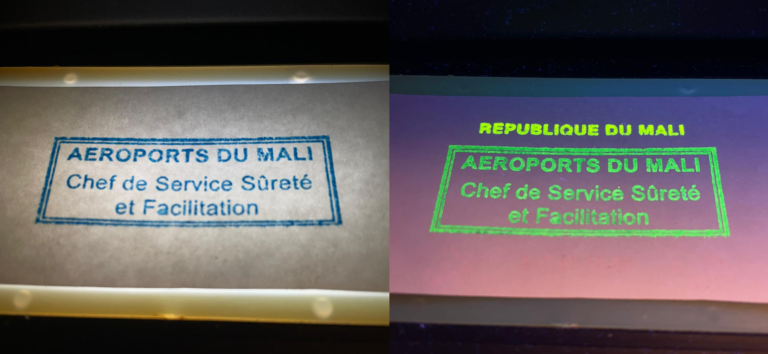 AEROPORTS DU MALI
Chef de Service Sûreté
et Facilitation
REPUBLIQUE DU MALI
AEROPORTS DU MALI
Chef de Service Sûreté
et Facilitation